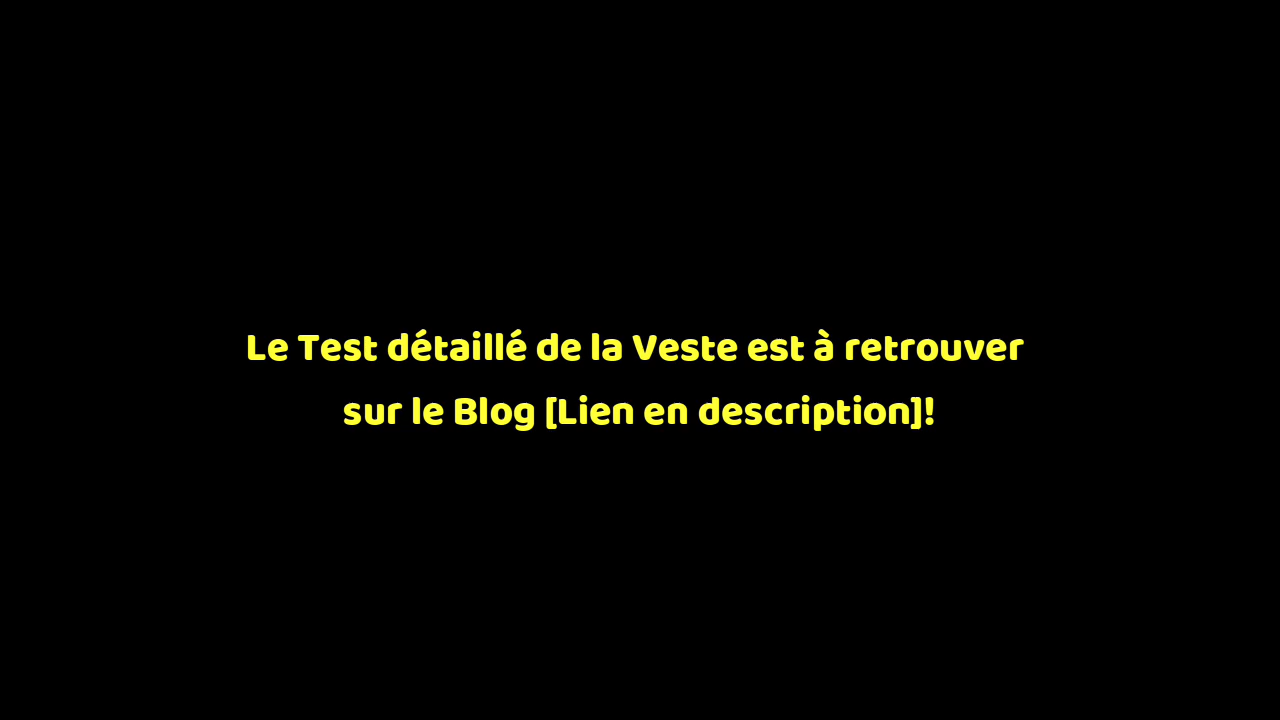 Le Test détaillé de la Veste est à retrouver
sur le Blog [Lien en description]!